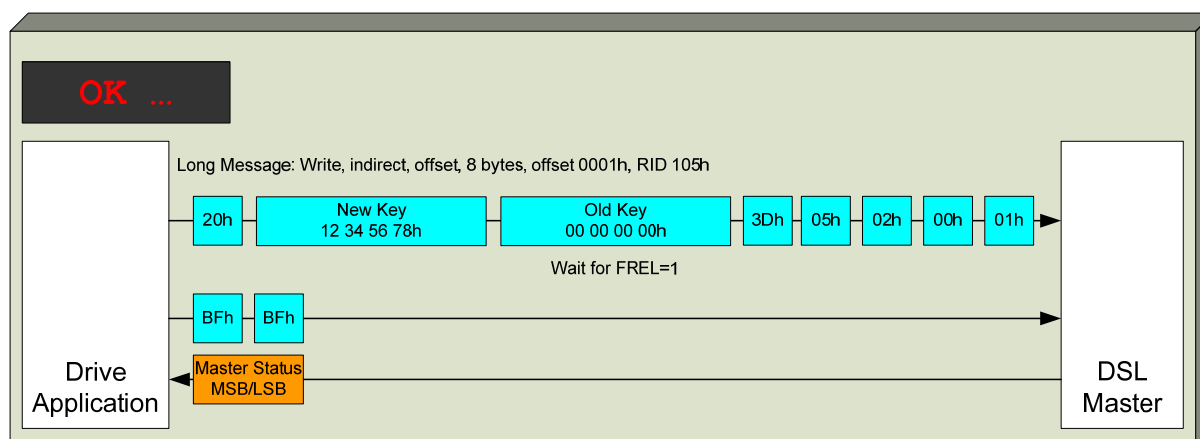 OK ...
Long Message: Write, indirect, offset, 8 bytes, offset 0001h, RID 105h
20h
New Key
12 34 56 78h
Old Key
00 00 00 00h
3Dh
05h
02h
00h
01h
Wait for FREL=1
BFh
BFh
Master Status
MSB/LSB
Drive
Application
DSL
Master